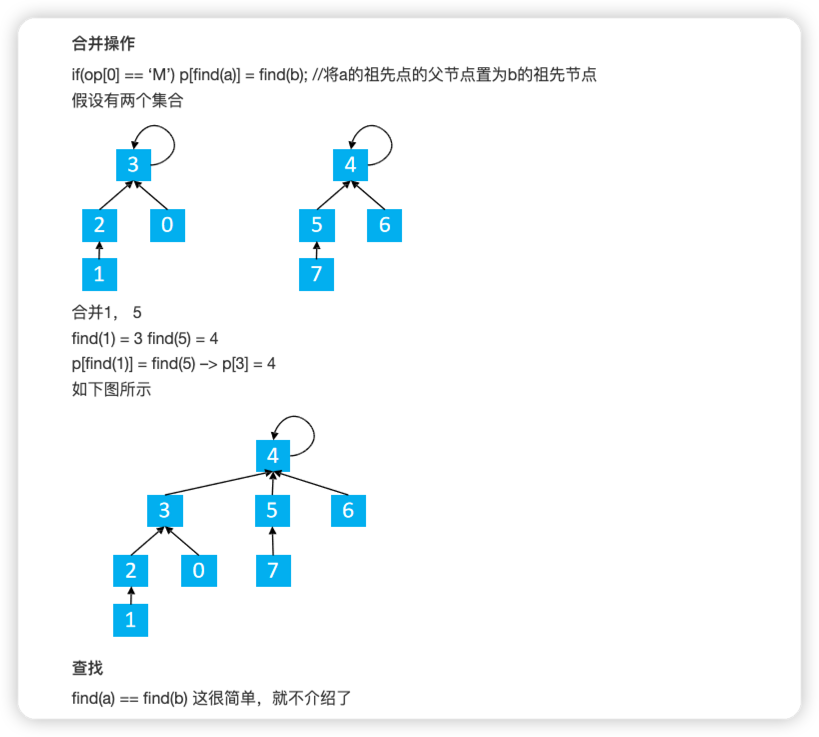 合并操作
if(op[0] == ‘M’) p[find(a)] = find(b); //将a的祖先点的父节点置为b的祖先节点
假设有两个集合
3 4
2 0 5 6
1 7
合并1， 5
find(1) = 3 find(5) = 4
p[find(1)] = find(5) –> p[3] = 4
如下图所示
4
3 5 6
2 0 7
1
查找
find(a) == find(b) 这很简单，就不介绍了